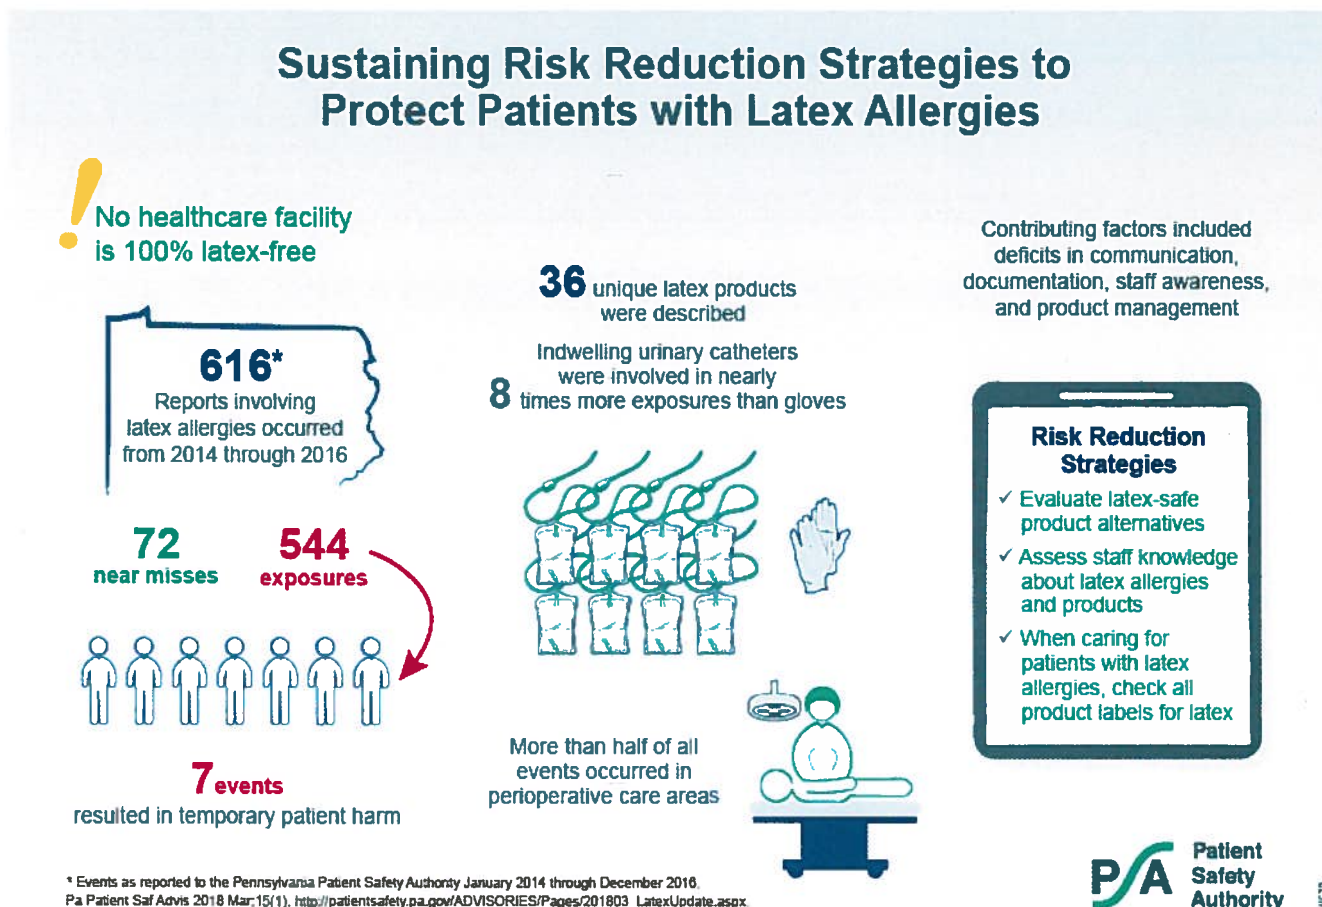 Sustaining Risk Reduction Strategies to
Protect Patients with Latex Allergies
No healthcare facility
is 100% latex-free
616*
Reports involving
latex allergies occurred
from 2014 through 2016
72
near misses
544
exposures
7 events
resulted in temporary patient harm
36 unique latex products
were described
Indwelling urinary catheters
were involved in nearly
8 times more exposures than gloves
More than half of all
events occurred in
perioperative care areas
Contributing factors included
deficits in communication,
documentation, staff awareness,
and product management
Risk Reduction
Strategies
✓ Evaluate latex-safe
product alternatives
✓ Assess staff knowledge
about latex allergies
and products
✓ When caring for
patients with latex
allergies, check all
product labels for latex
* Events as reported to the Pennsylvania Patient Safety Authority January 2014 through December 2016.
Pa Patient Saf Advis 2018 Mar;15(1). http://patientsafety.pa.gov/ADVISORIES/Pages/201803_LatexUpdate.aspx
PSA
Patient
Safety
Authority